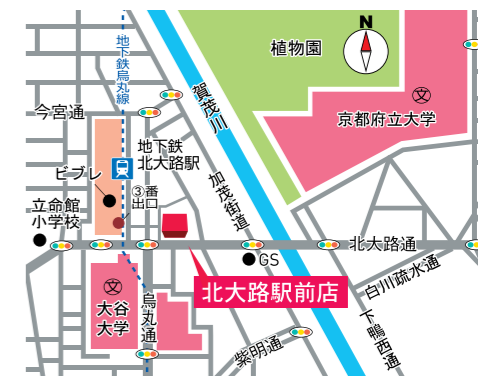 N
植物園
地下鉄烏丸線
賀茂川
今宮通
京都府立大学
地下鉄
北大路駅
ビブレ
③番
出口
加茂街道
立命館
小学校
北大路通
GS
白川疏水通
北大路駅前店
大谷
大学
烏丸通
紫明通
下鴨西通
文
文